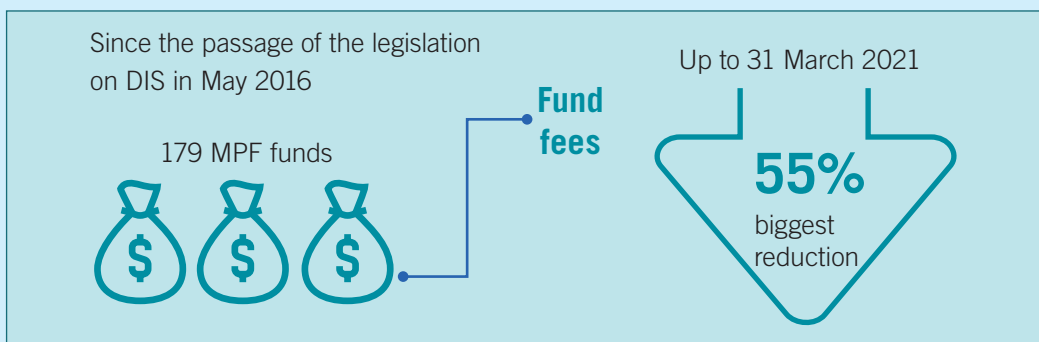 Since the passage of the legislation
on DIS in May 2016
179 MPF funds
$ $ $
Fund
fees
Up to 31 March 2021
55%
biggest
reduction